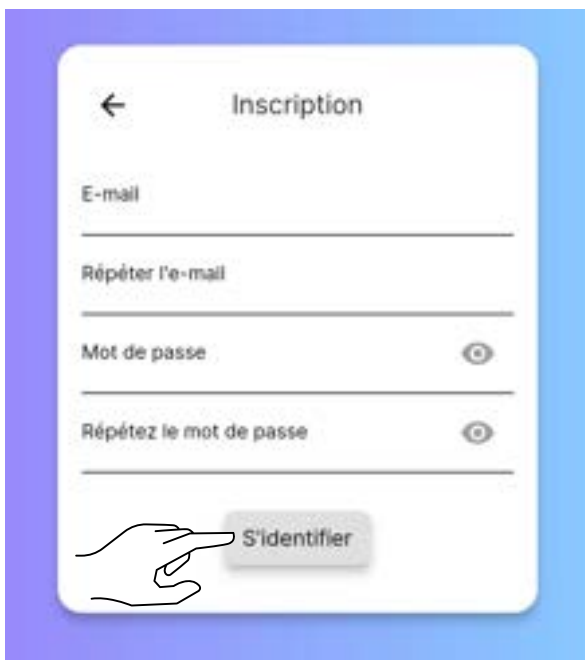 Inscription
E-mail
Répéter l'e-mail
Mot de passe
Répétez le mot de passe
S'identifier